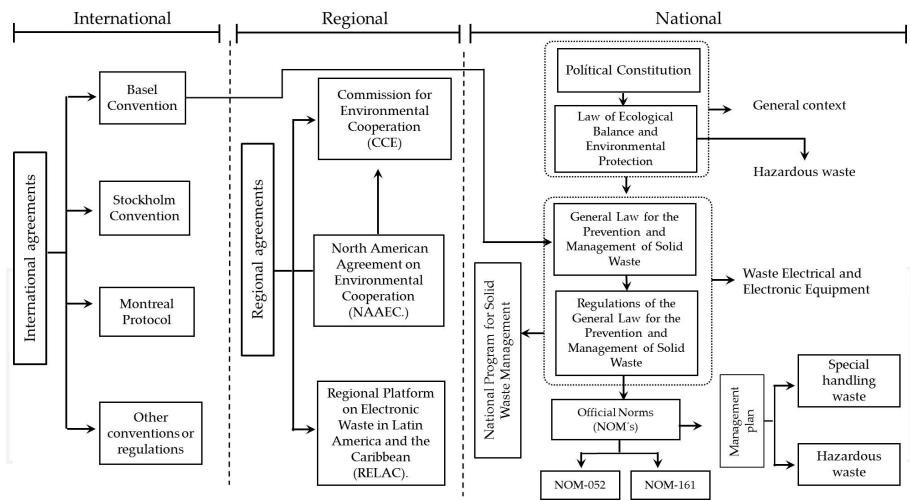 International
Regional
National
International agreements
Basel
Convention
Stockholm
Convention
Montreal
Protocol
Other
conventions or
regulations
Regional agreements
Commission for
Environmental
Cooperation
(CCE)
North American
Agreement on
Environmental
Cooperation
(NAAEC.)
Regional Platform
on Electronic
Waste in Latin
America and the
Caribbean
(RELAC).
Polítical Constitution
Law of Ecological
Balance and
Environmental
Protection
General context
Hazardous waste
General Law for the
Prevention and
Management of Solid
Waste
Regulations of the
General Law for the
Prevention and
Management of Solid
Waste
Waste Electrical and
Electronic Equipment
National Program for Solid
Waste Management
Official Norms
(NOM´s)
NOM-052
NOM-161
Management
plan
Special
handling
waste
Hazardous
waste